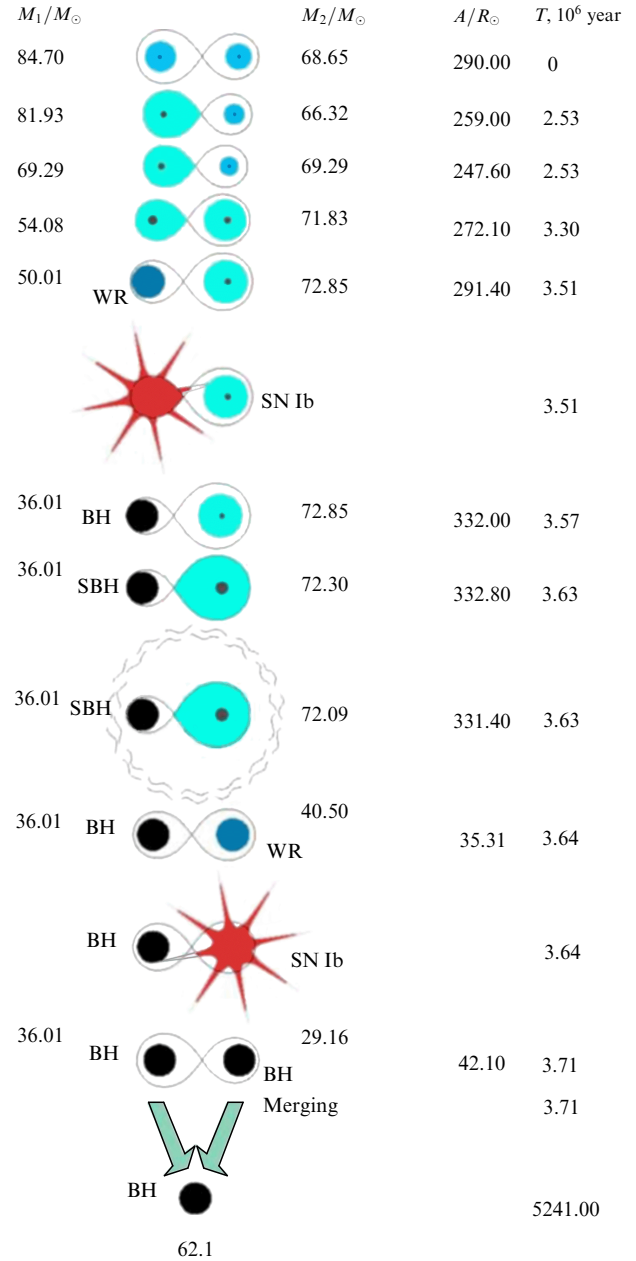 M₁/M☉ M₂/M☉ A/R☉ T, 10⁶ year
84.70 68.65 290.00 0
81.93 66.32 259.00 2.53
69.29 69.29 247.60 2.53
54.08 71.83 272.10 3.30
50.01 WR 72.85 291.40 3.51
SN Ib 3.51
36.01 BH 72.85 332.00 3.57
36.01 SBH 72.30 332.80 3.63
36.01 SBH 72.09 331.40 3.63
36.01 BH 40.50 WR 35.31 3.64
BH SN Ib 3.64
36.01 BH 29.16 BH 42.10 3.71
Merging 3.71
BH 5241.00
62.1